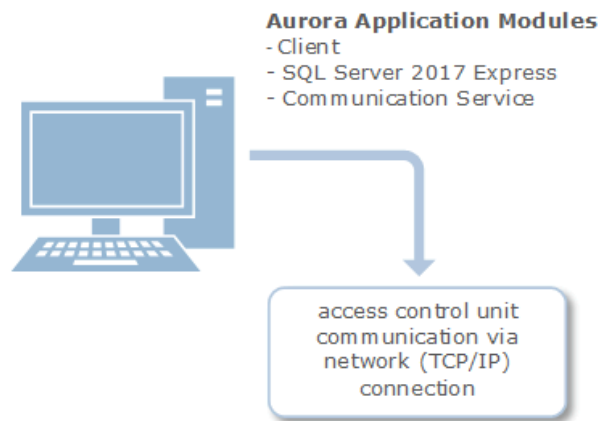 Aurora Application Modules
- Client
- SQL Server 2017 Express
- Communication Service
access control unit
communication via
network (TCP/IP)
connection